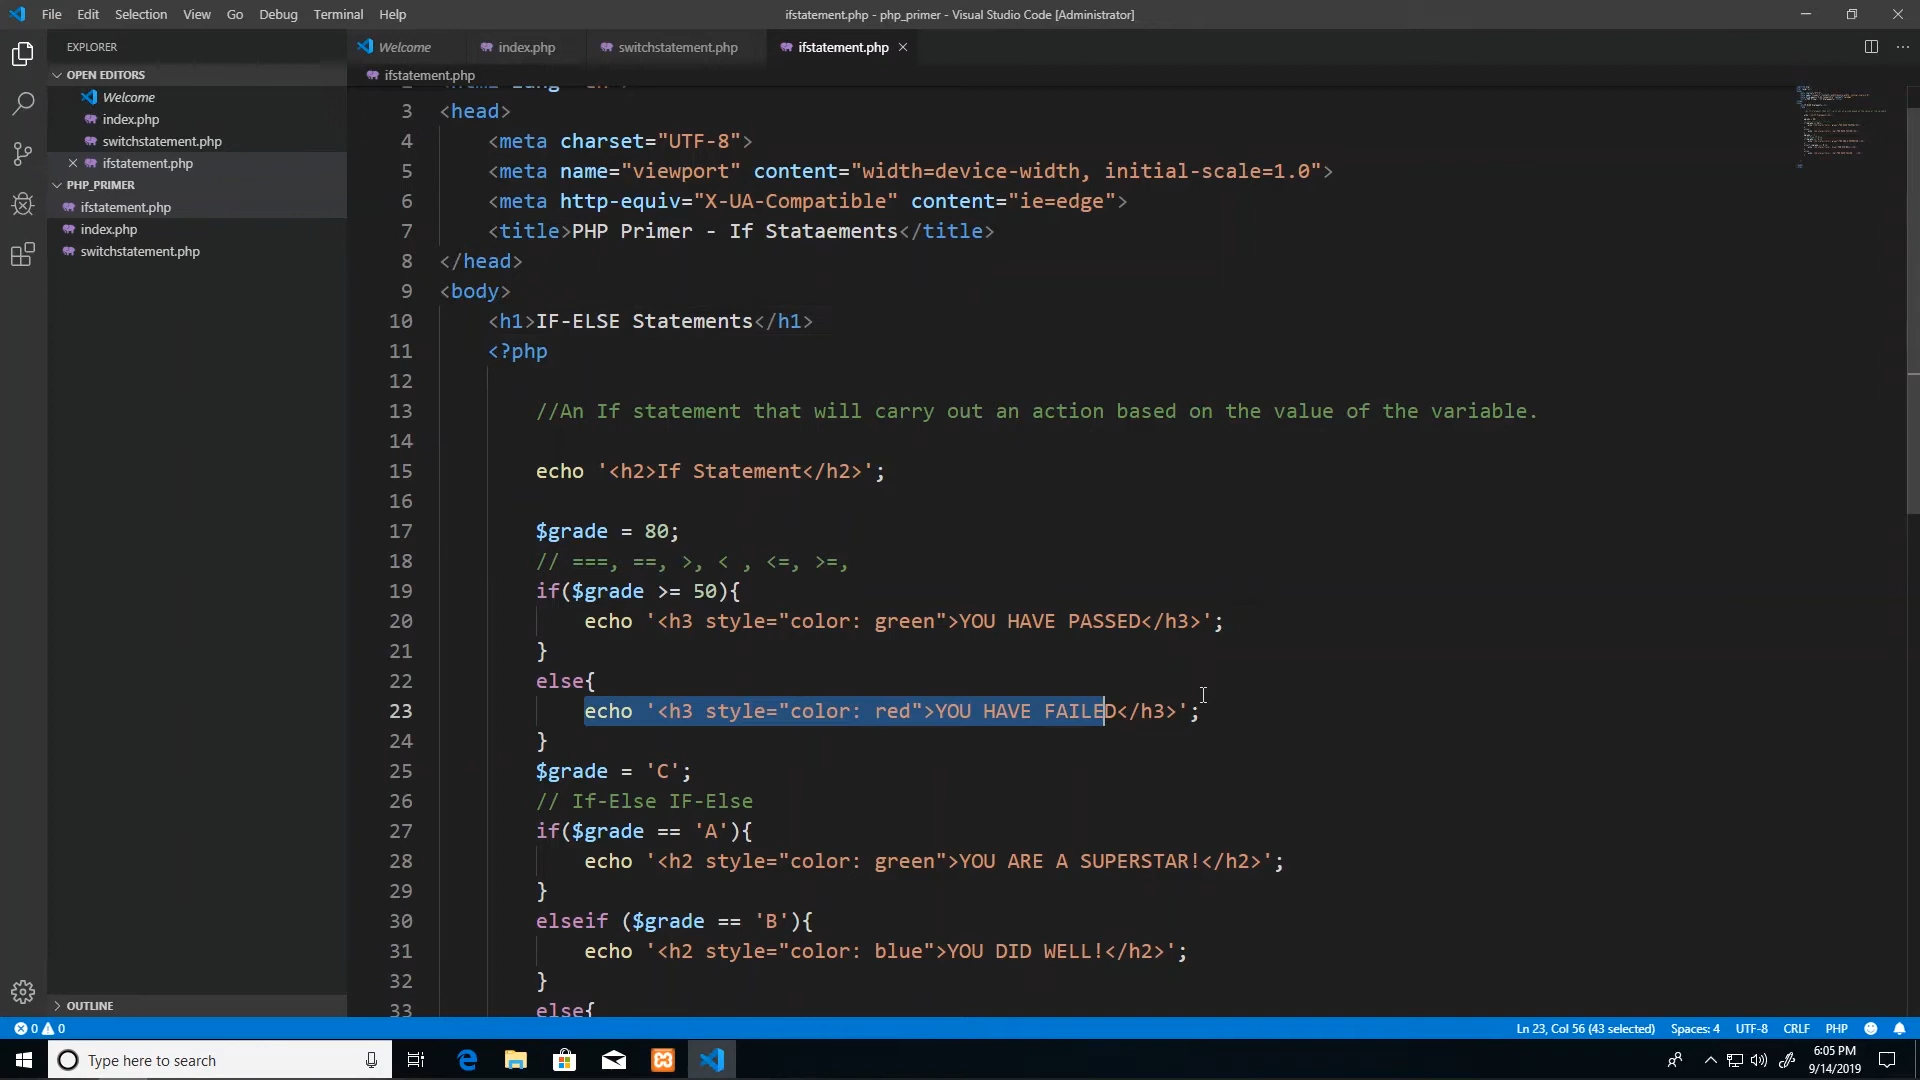 File Edit Selection View Go Debug Terminal Help
ifstatement.php - php_primer - Visual Studio Code [Administrator]
EXPLORER
OPEN EDITORS
Welcome
index.php
switchstatement.php
ifstatement.php
PHP_PRIMER
ifstatement.php
index.php
switchstatement.php
OUTLINE
Welcome index.php switchstatement.php ifstatement.php
ifstatement.php
3 <head>
4 <meta charset="UTF-8">
5 <meta name="viewport" content="width=device-width, initial-scale=1.0">
6 <meta http-equiv="X-UA-Compatible" content="ie=edge">
7 <title>PHP Primer - If Stataements</title>
8 </head>
9 <body>
10 <h1>IF-ELSE Statements</h1>
11 <?php
12
13 //An If statement that will carry out an action based on the value of the variable.
14
15 echo '<h2>If Statement</h2>';
16
17 $grade = 80;
18 // ===, ==, >, < , <=, >=,
19 if($grade >= 50){
20 echo '<h3 style="color: green">YOU HAVE PASSED</h3>';
21 }
22 else{
23 echo '<h3 style="color: red">YOU HAVE FAILED</h3>';
24 }
25 $grade = 'C';
26 // If-Else IF-Else
27 if($grade == 'A'){
28 echo '<h2 style="color: green">YOU ARE A SUPERSTAR!</h2>';
29 }
30 elseif ($grade == 'B'){
31 echo '<h2 style="color: blue">YOU DID WELL!</h2>';
32 }
33 else{
0 0
Ln 23, Col 56 (43 selected) Spaces: 4 UTF-8 CRLF PHP
Type here to search
6:05 PM
9/14/2019